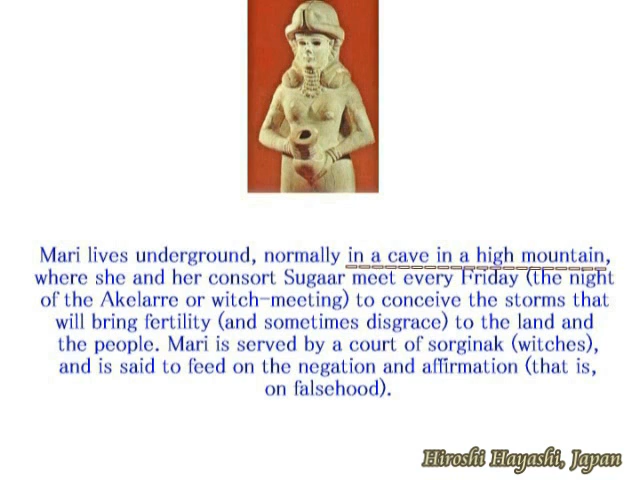 Mari lives underground, normally in a cave in a high mountain,
where she and her consort Sugaar meet every Friday (the night
of the Akelarre or witch-meeting) to conceive the storms that
will bring fertility (and sometimes disgrace) to the land and
the people. Mari is served by a court of sorginak (witches),
and is said to feed on the negation and affirmation (that is,
on falsehood).
Hiroshi Hayashi, Japan